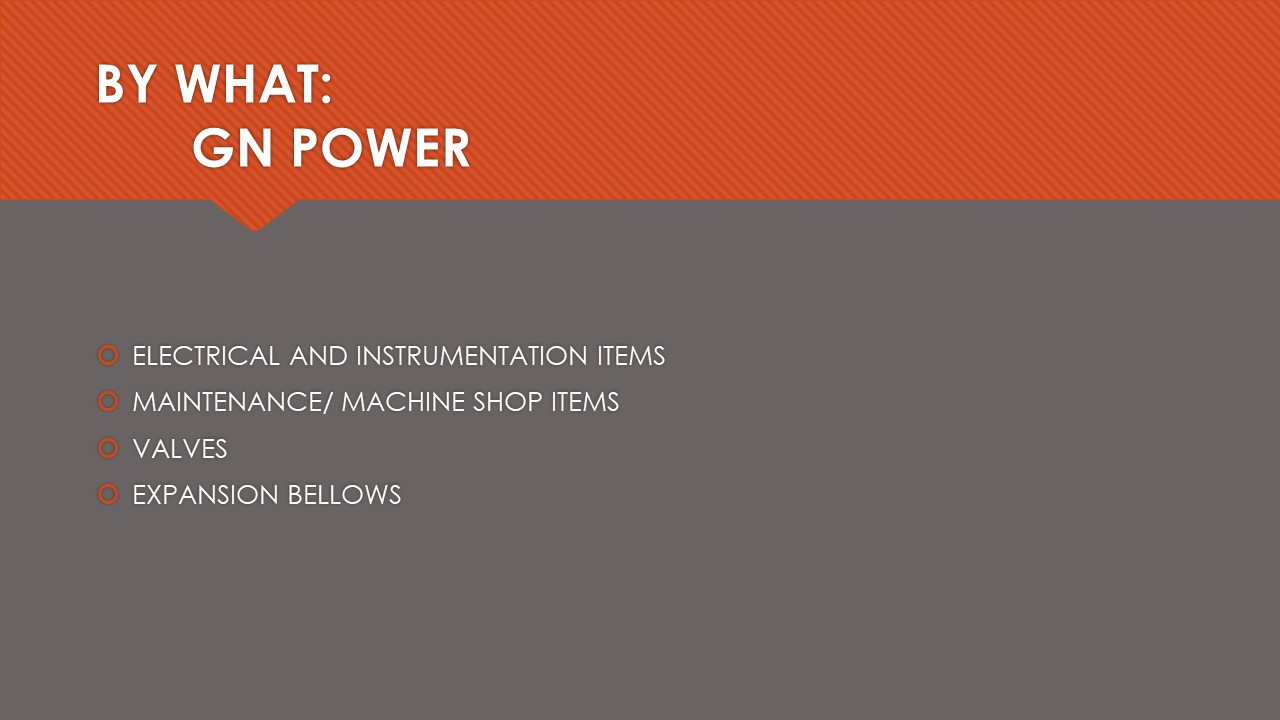 BY WHAT:
GN POWER
ELECTRICAL AND INSTRUMENTATION ITEMS
MAINTENANCE/ MACHINE SHOP ITEMS
VALVES
EXPANSION BELLOWS